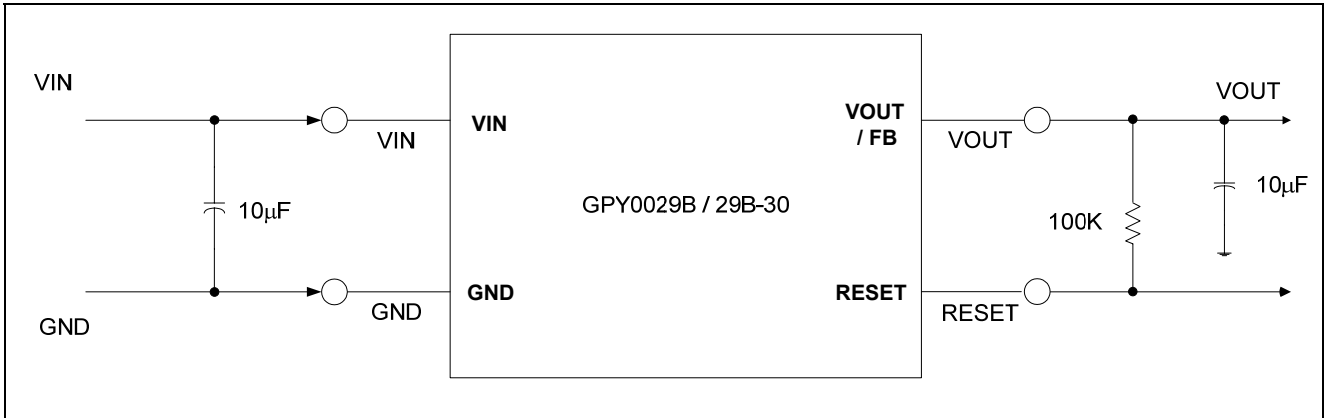 VIN
VIN
10μF
GND
GND
VIN
GND
GPY0029B / 29B-30
VOUT
/ FB
RESET
VOUT
RESET
100K
VOUT
10μF